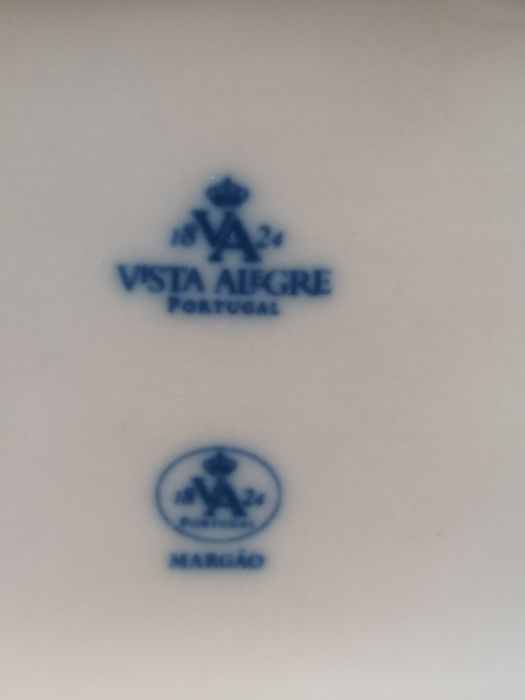 18 VA 24
VISTA ALEGRE
PORTUGAL
18 VA 24
PORTUGAL
MARGÃO